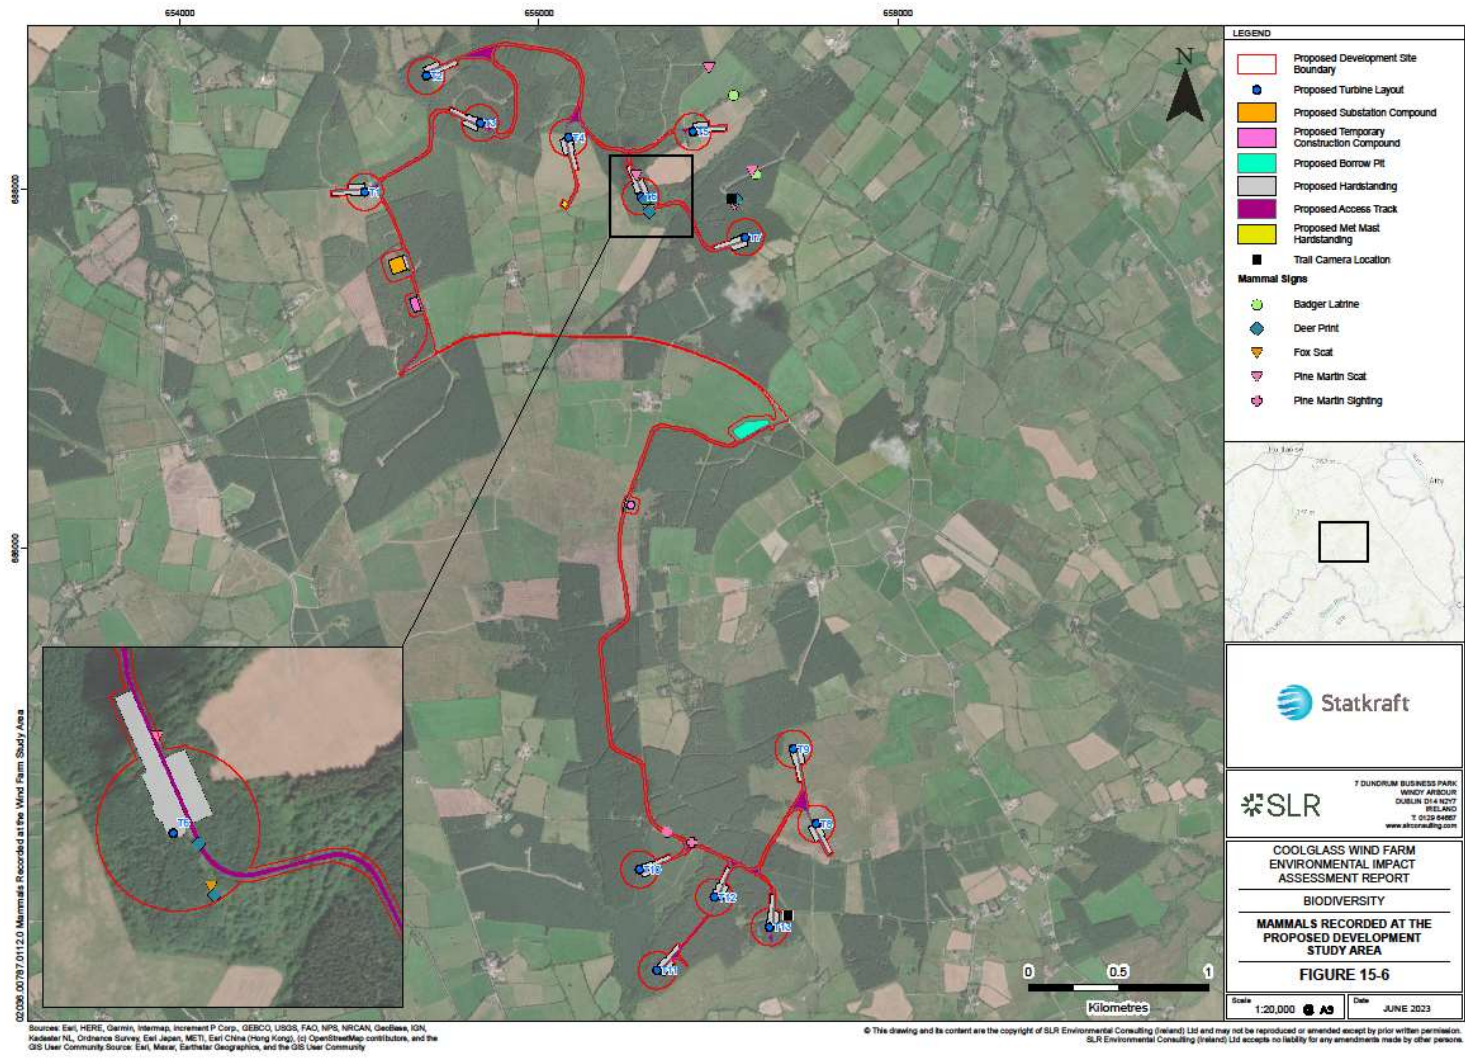 654000
656000
658000
688000
686000
N
T2
T3
T4
T5
T1
T6
T7
T9
T8
T10
T12
T13
T11
T6
0 0.5 1
Kilometres
LEGEND
Proposed Development Site
Boundary
Proposed Turbine Layout
Proposed Substation Compound
Proposed Temporary
Construction Compound
Proposed Borrow Pit
Proposed Hardstanding
Proposed Access Track
Proposed Met Mast
Hardstanding
Trail Camera Location
Mammal Signs
Badger Latrine
Deer Print
Fox Scat
Pine Martin Scat
Pine Martin Sighting
Athy
Statkraft
SLR
7 DUNDRUM BUSINESS PARK
WINDY ARBOUR
DUBLIN D14 N2Y7
IRELAND
www.slrconsulting.com
COOLGLASS WIND FARM
ENVIRONMENTAL IMPACT
ASSESSMENT REPORT
BIODIVERSITY
MAMMALS RECORDED AT THE
PROPOSED DEVELOPMENT
STUDY AREA
FIGURE 15-6
Scale
1:20,000 @ A3
Date
JUNE 2023
02038.00787.0112.0 Mammals Recorded at the Wind Farm Study Area
Sources: Esri, HERE, Garmin, Intermap, increment P Corp., GEBCO, USGS, FAO, NPS, NRCAN, GeoBase, IGN,
Kadaster NL, Ordnance Survey, Esri Japan, METI, Esri China (Hong Kong), (c) OpenStreetMap contributors, and the
GIS User Community Source: Esri, Maxar, Earthstar Geographics, and the GIS User Community
© This drawing and its content are the copyright of SLR Environmental Consulting (Ireland) Ltd and may not be reproduced or amended except by prior written permission.
SLR Environmental Consulting (Ireland) Ltd accepts no liability for any amendments made by other persons.